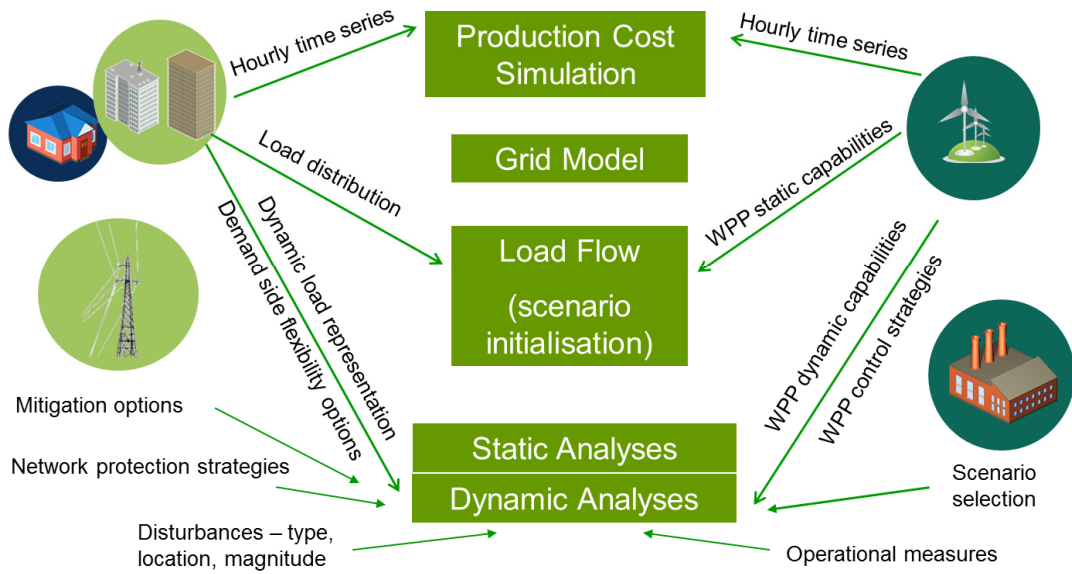 Production Cost
Simulation
Hourly time series
Hourly time series
Grid Model
Load distribution
WPP static capabilities
Load Flow
(scenario
initialisation)
Dynamic load representation
Demand side flexibility options
WPP dynamic capabilities
WPP control strategies
Mitigation options
Network protection strategies
Static Analyses
Dynamic Analyses
Scenario
selection
Disturbances – type,
location, magnitude
Operational measures